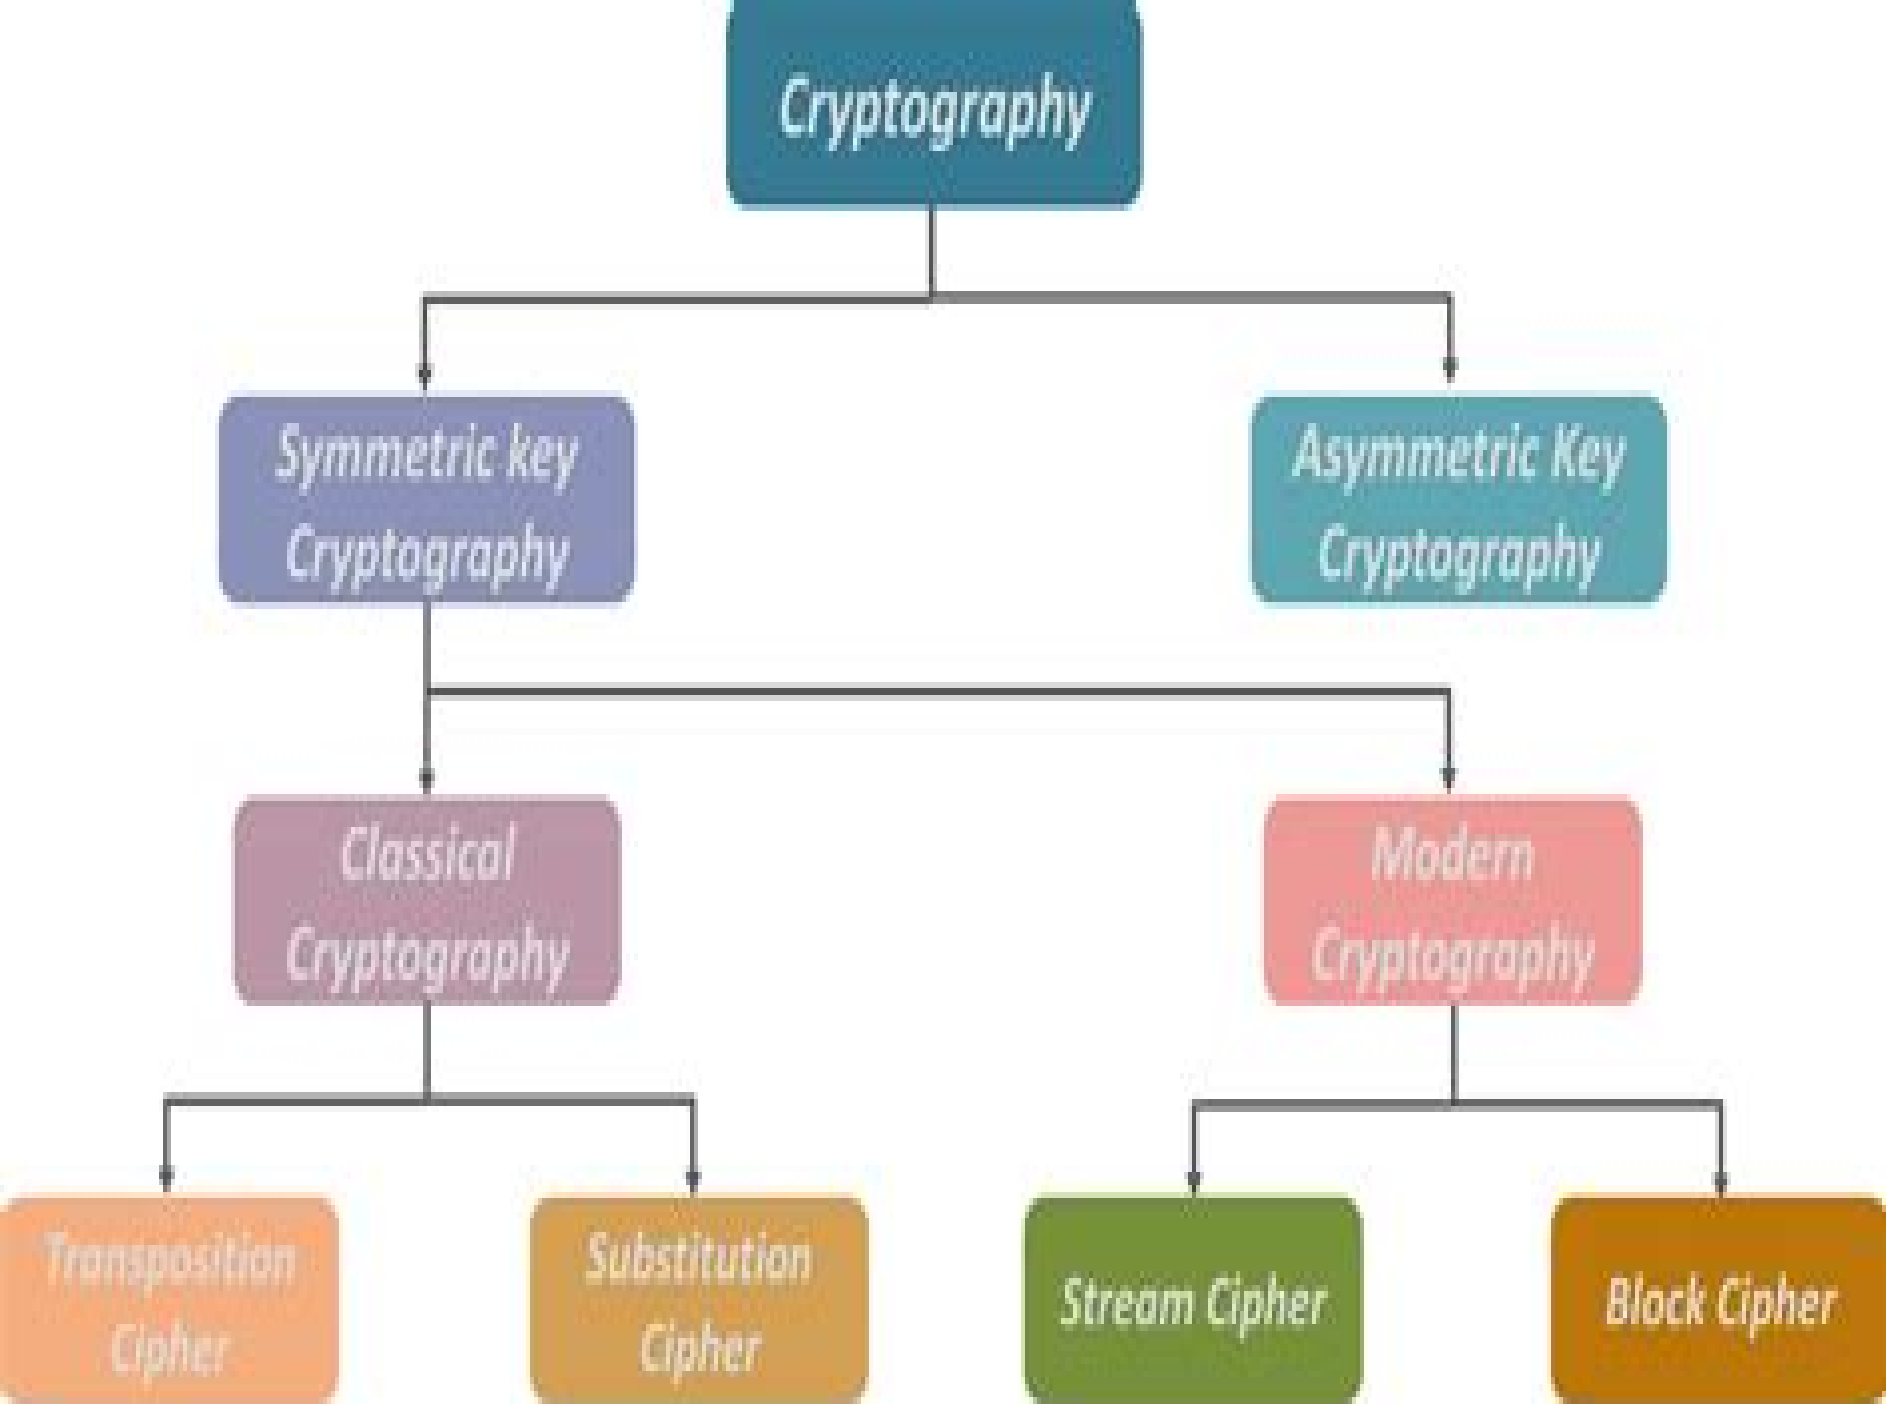 Cryptography
Symmetric key
Cryptography
Asymmetric Key
Cryptography
Classical
Cryptography
Modern
Cryptography
Transposition
Cipher
Substitution
Cipher
Stream Cipher
Block Cipher